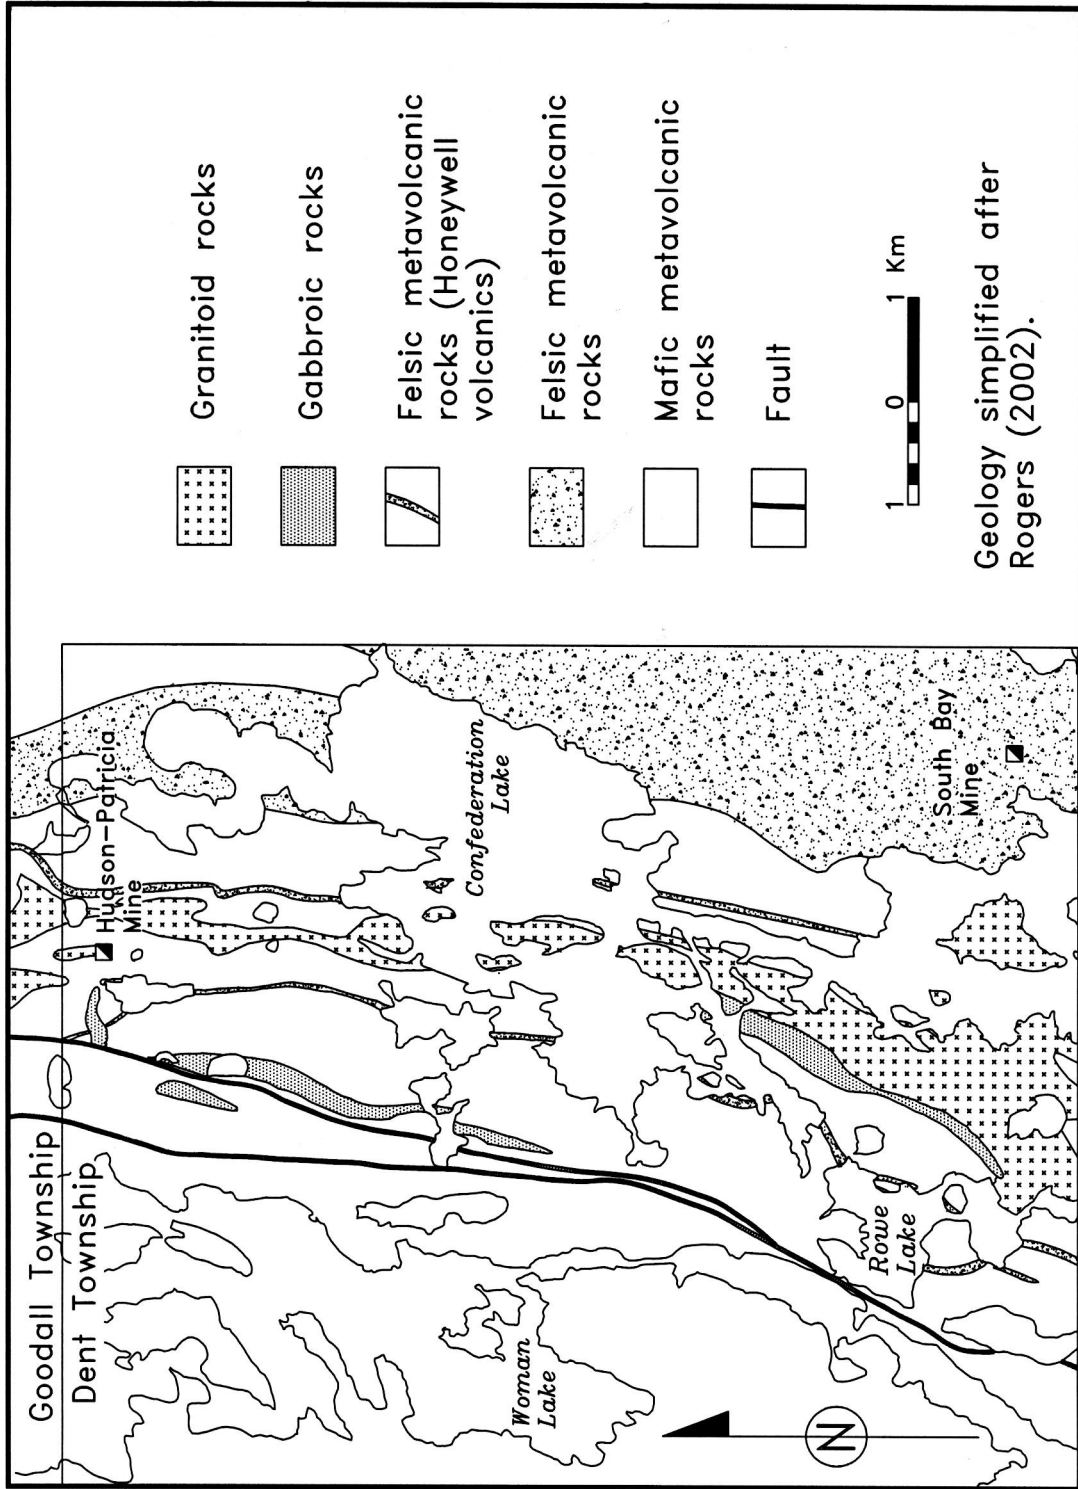 Goodall Township
Dent Township
Hudson-Patricia
Mine
Confederation
Lake
Woman
Lake
Rowe
Lake
South Bay
Mine
N
Granitoid rocks
Gabbroic rocks
Felsic metavolcanic
rocks (Honeywell
volcanics)
Felsic metavolcanic
rocks
Mafic metavolcanic
rocks
Fault
1 0 1 Km
Geology simplified after
Rogers (2002).